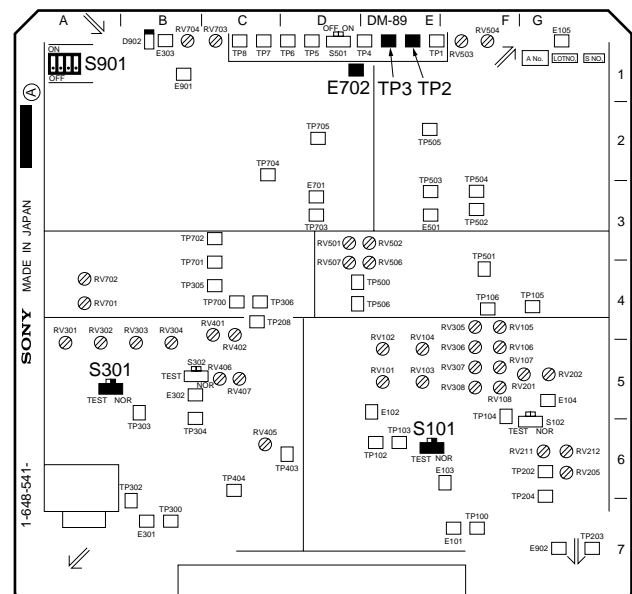 A B C D DM-89 E F G
OFF ON
D902 E303 RV704 RV703 TP8 TP7 TP6 TP5 S501 TP4 TP1 RV503 RV504 E105
ON
S901
OFF
A No. LOTNO. S NO.
E901 E702 TP3 TP2 1
A
TP705 TP505 2
TP704
E701 TP503 TP504
TP703 E501 TP502 3
TP702 RV501 RV502
TP701 RV507 RV506 TP501
RV702 TP305 TP500 4
RV701 TP700 TP306 TP506 TP106 TP105
TP208
RV301 RV302 RV303 RV304 RV401 RV305 RV105
RV402 RV102 RV104 RV306 RV106
S301 S302 RV406 RV307 RV107
TEST NOR RV101 RV103 RV202 5
RV407 RV308 RV201
TEST NOR E302 RV108 E104
TP303 TP304 E102 S101 TP104 S102
TEST NOR
RV405 TP102 TP103 RV211 RV212
TP403 TEST NOR TP202 RV205 6
TP404 E103
TP302 TP204
E301 TP300 E101 TP100
E902 TP203 7
SONY MADE IN JAPAN
1-648-541-